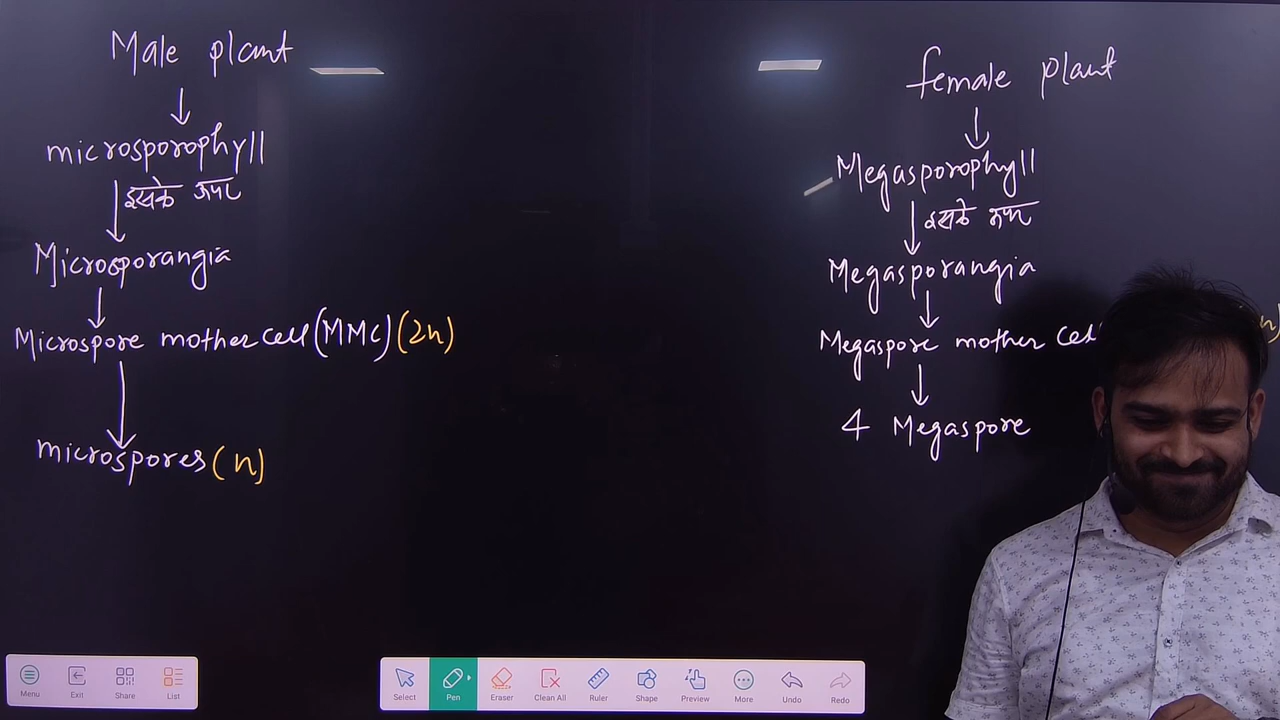 Male plant
↓
microsporophyll
↓ इसके ऊपर
Microsporangia
↓
Microspore mother cell (MMC) (2n)
↓
microspores (n)
female plant
↓
Megasporophyll
↓ इसके ऊपर
Megasporangia
↓
Megaspore mother cell
n)
↓
4 Megaspore
Menu
Exit
Share
List
Select
Pen
Eraser
Clean All
Ruler
Shape
Preview
More
Undo
Redo